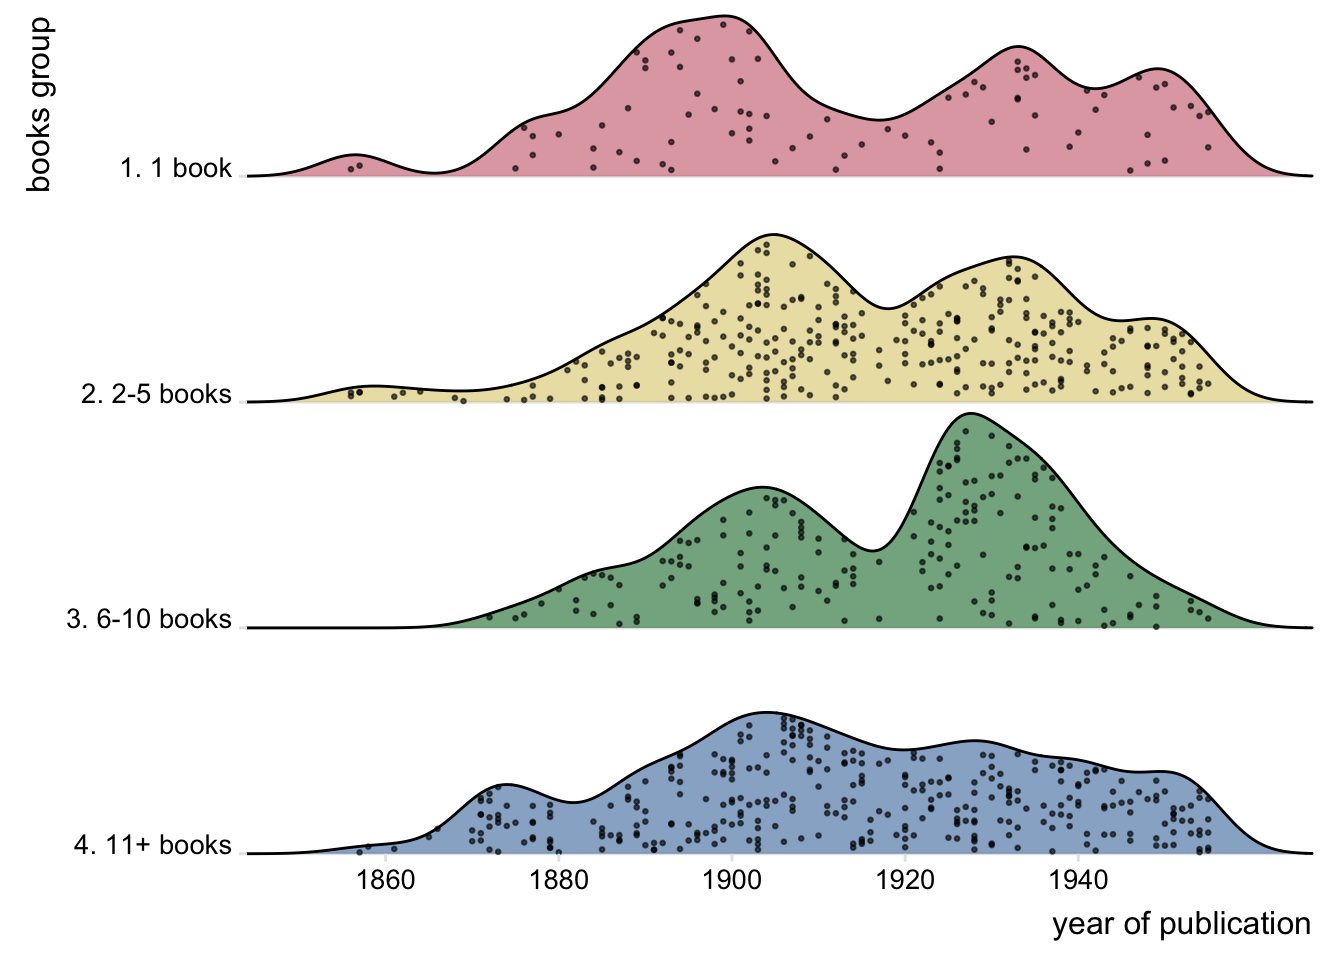 books group
1. 1 book
2. 2-5 books
3. 6-10 books
4. 11+ books
1860 1880 1900 1920 1940
year of publication